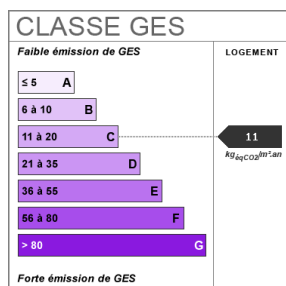 CLASSE GES
Faible émission de GES
LOGEMENT
≤ 5 A
6 à 10 B
11 à 20 C
11
kgéqCO2/m².an
21 à 35 D
36 à 55 E
56 à 80 F
> 80 G
Forte émission de GES